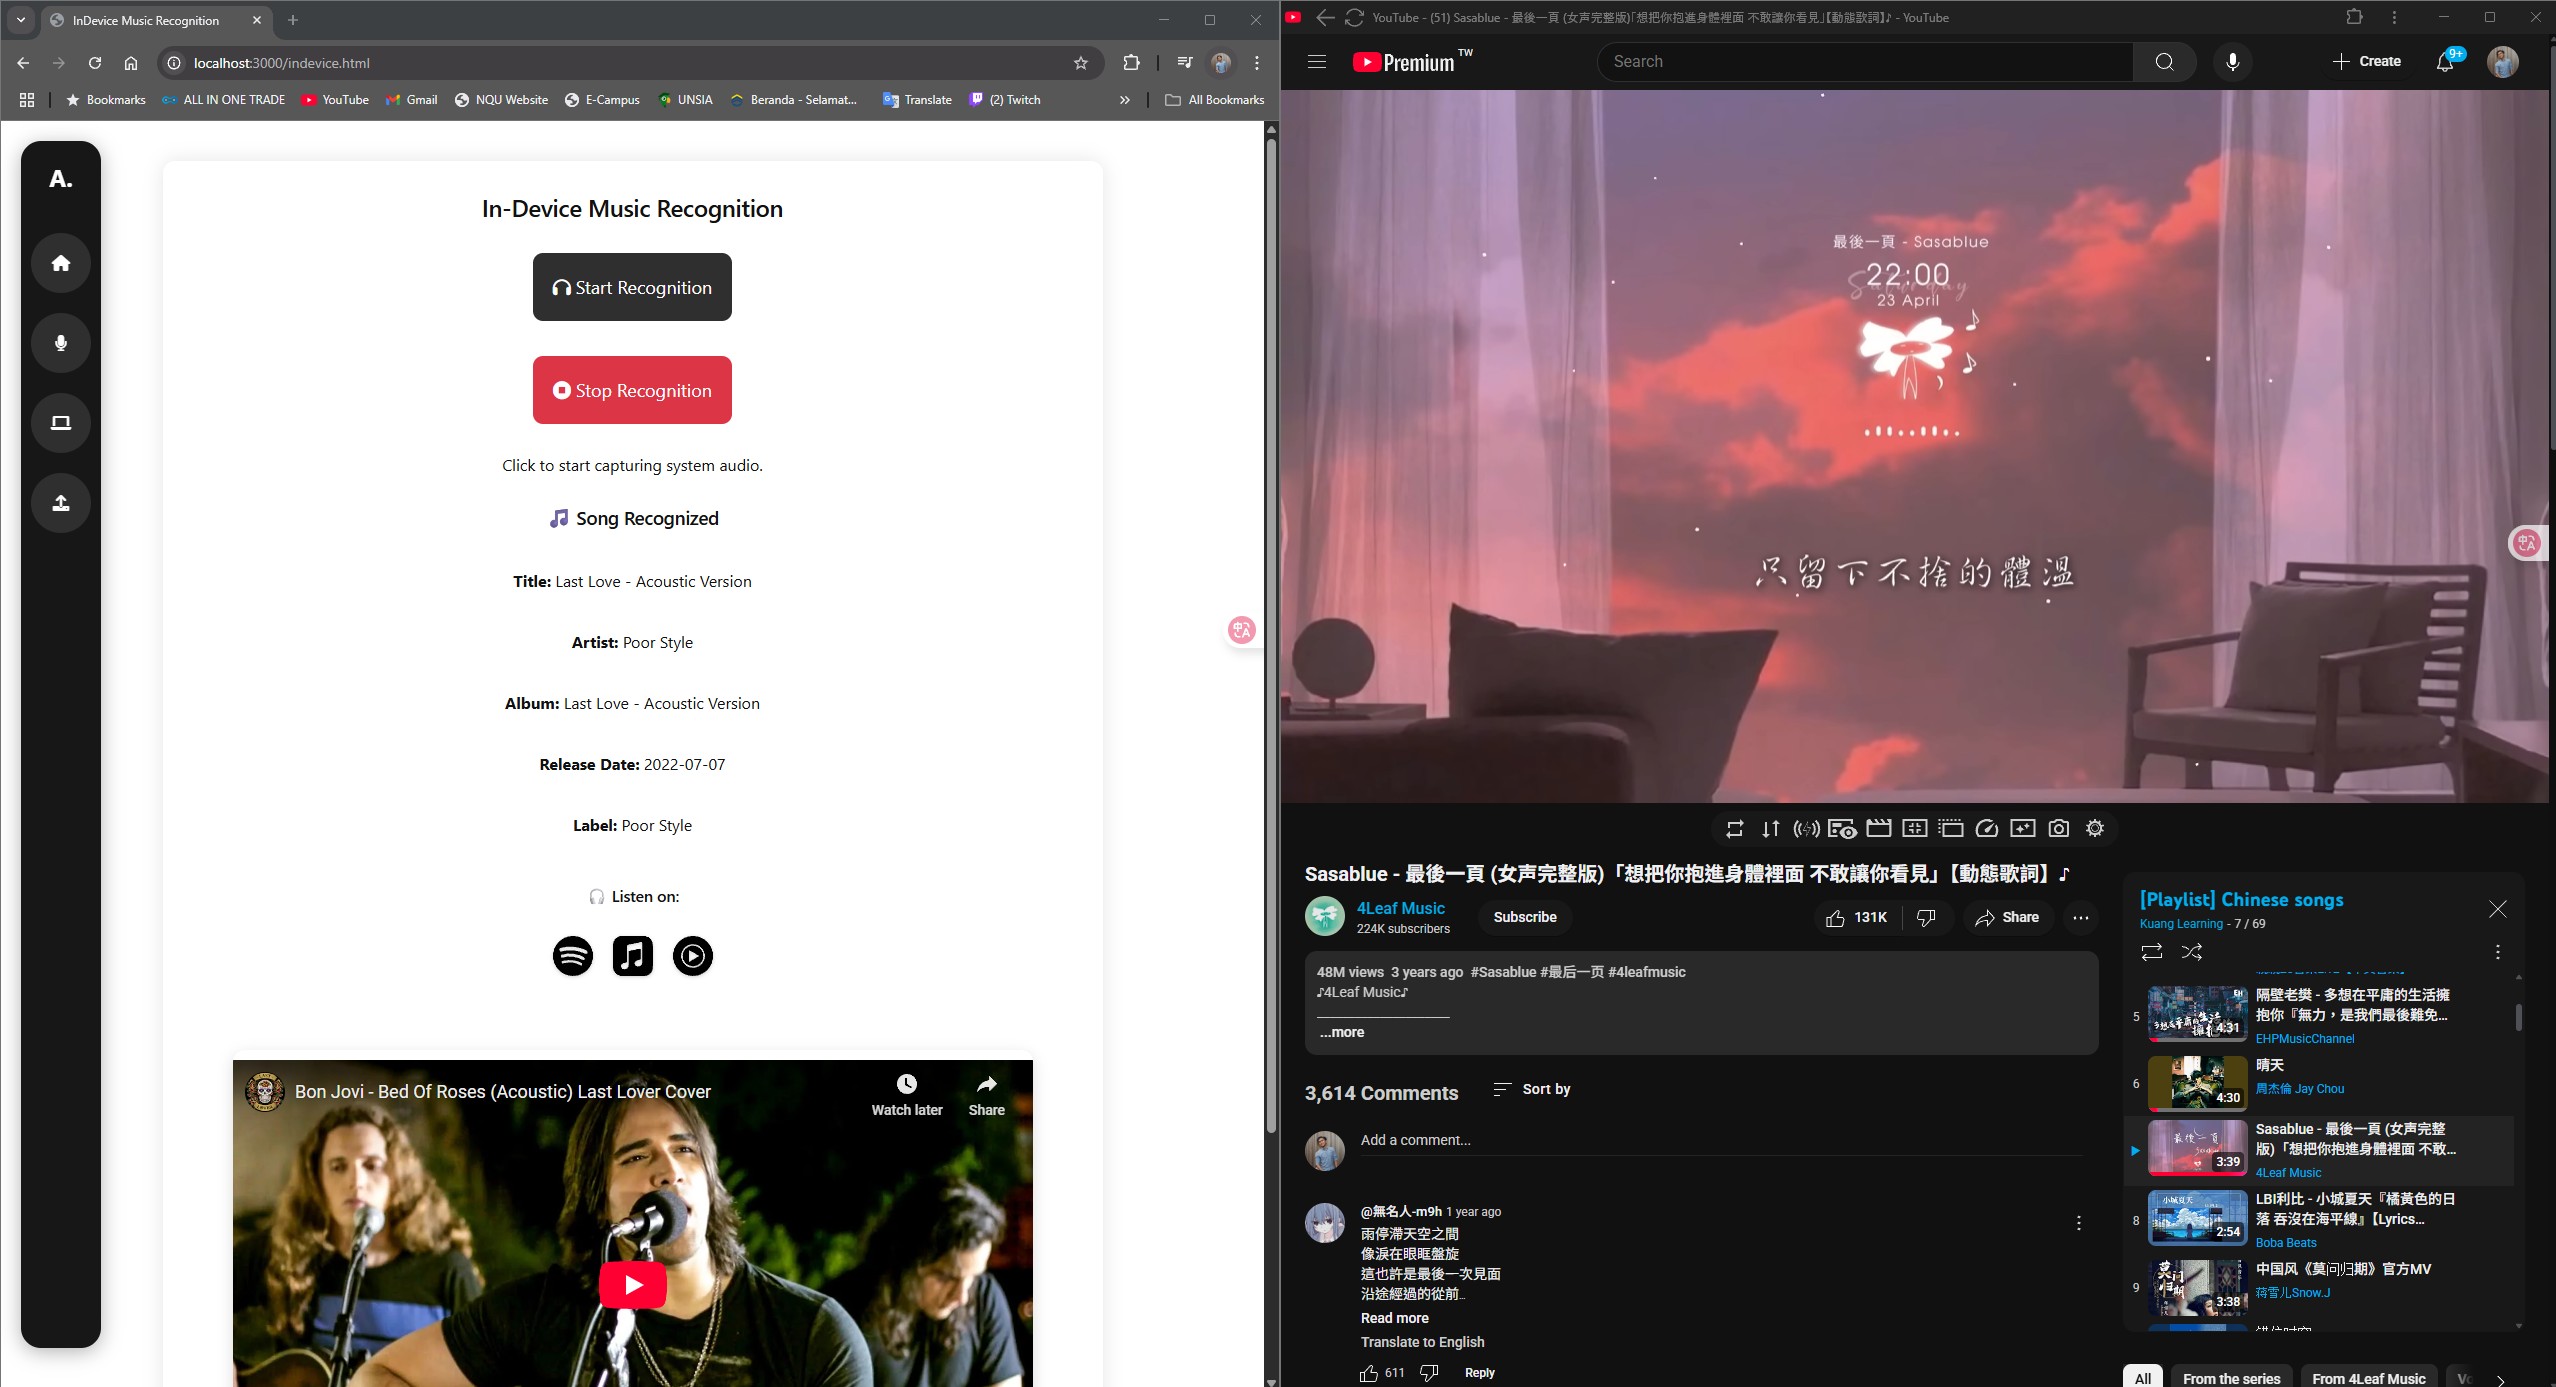 InDevice Music Recognition
localhost:3000/indevice.html
Bookmarks
ALL IN ONE TRADE
YouTube
Gmail
NQU Website
E-Campus
UNSIA
Beranda - Selamat...
Translate
(2) Twitch
All Bookmarks
A.
In-Device Music Recognition
Start Recognition
Stop Recognition
Click to start capturing system audio.
Song Recognized
Title: Last Love - Acoustic Version
Artist: Poor Style
Album: Last Love - Acoustic Version
Release Date: 2022-07-07
Label: Poor Style
Listen on:
Bon Jovi - Bed Of Roses (Acoustic) Last Lover Cover
Watch later
Share
YouTube - (51) Sasablue - 最後一頁 (女声完整版)「想把你抱進身體裡面 不敢讓你看見」【動態歌詞】♪ - YouTube
Premium TW
Search
Create
9+
最後一頁 - Sasablue
22:00
Saturday
23 April
只留下不捨的體溫
Sasablue - 最後一頁 (女声完整版)「想把你抱進身體裡面 不敢讓你看見」【動態歌詞】♪
4Leaf Music
224K subscribers
Subscribe
131K
Share
48M views 3 years ago #Sasablue #最后一页 #4leafmusic
♪4Leaf Music♪
...more
3,614 Comments
Sort by
Add a comment...
@無名人-m9h 1 year ago
雨停滯天空之間
像淚在眼眶盤旋
這也許是最後一次見面
沿途經過的從前...
Read more
Translate to English
611
Reply
[Playlist] Chinese songs
Kuang Learning - 7 / 69
5
4:31
隔壁老樊 - 多想在平庸的生活擁
抱你『無力，是我們最後難免...
EHPMusicChannel
6
4:30
晴天
周杰倫 Jay Chou
最後一頁
3:39
Sasablue - 最後一頁 (女声完整
版)「想把你抱進身體裡面 不敢...
4Leaf Music
8
小城夏天
2:54
LBI利比 - 小城夏天『橘黃色的日
落 吞沒在海平線』【Lyrics...
Boba Beats
9
莫问归期
3:38
中国风《莫问归期》官方MV
蒋雪儿Snow.J
All
From the series
From 4Leaf Music